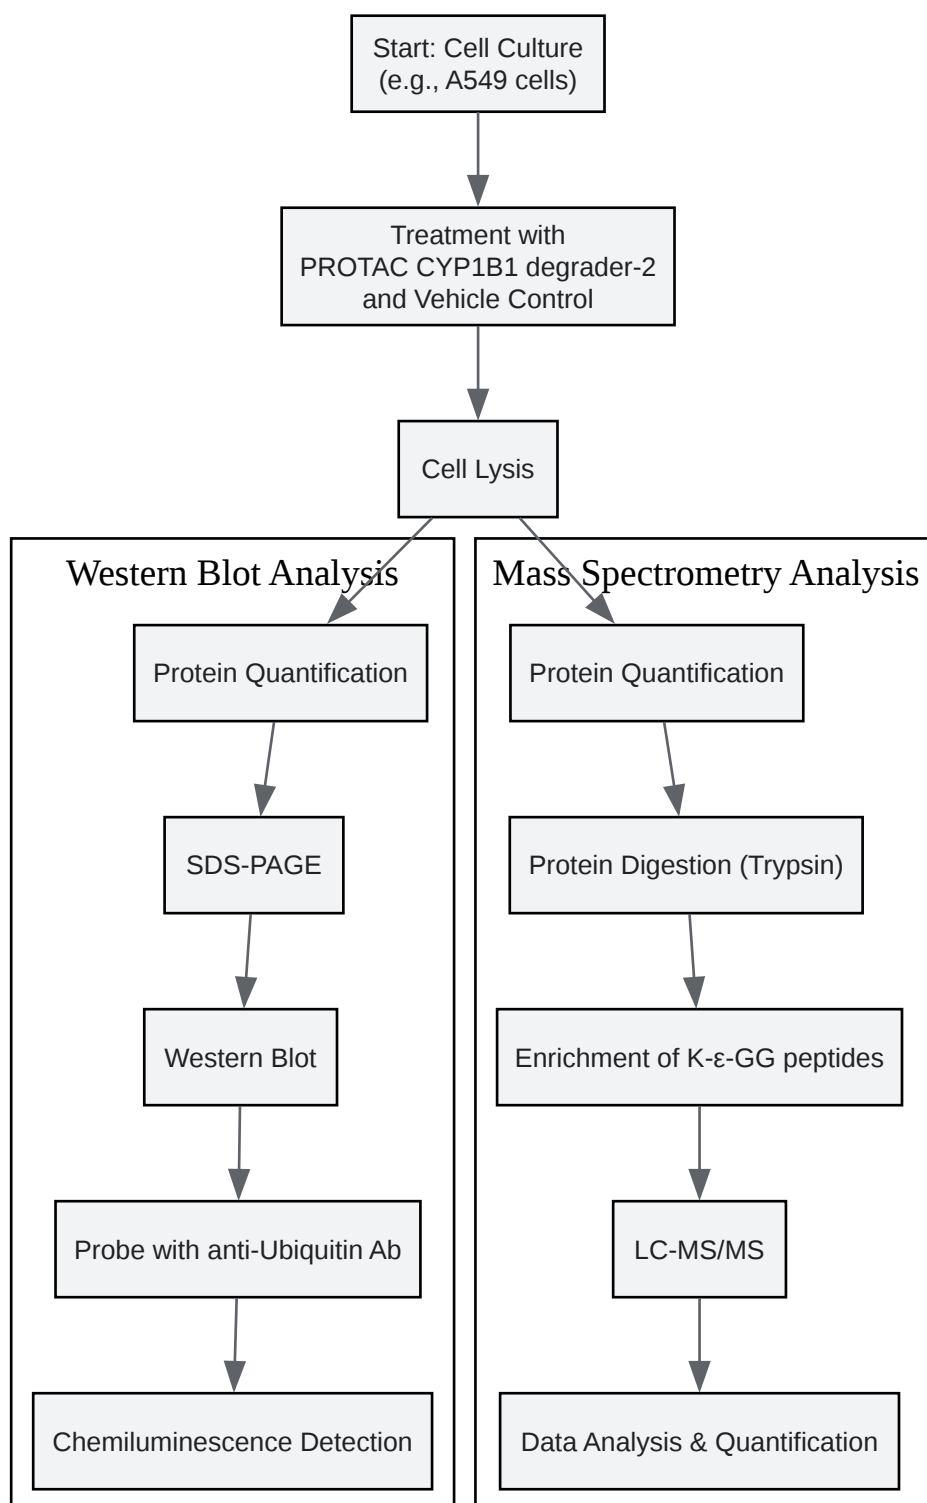 Start: Cell Culture
(e.g., A549 cells)
Treatment with
PROTAC CYP1B1 degrader-2
and Vehicle Control
Cell Lysis
Western Blot Analysis
Protein Quantification
SDS-PAGE
Western Blot
Probe with anti-Ubiquitin Ab
Chemiluminescence Detection
Mass Spectrometry Analysis
Protein Quantification
Protein Digestion (Trypsin)
Enrichment of K-ε-GG peptides
LC-MS/MS
Data Analysis & Quantification